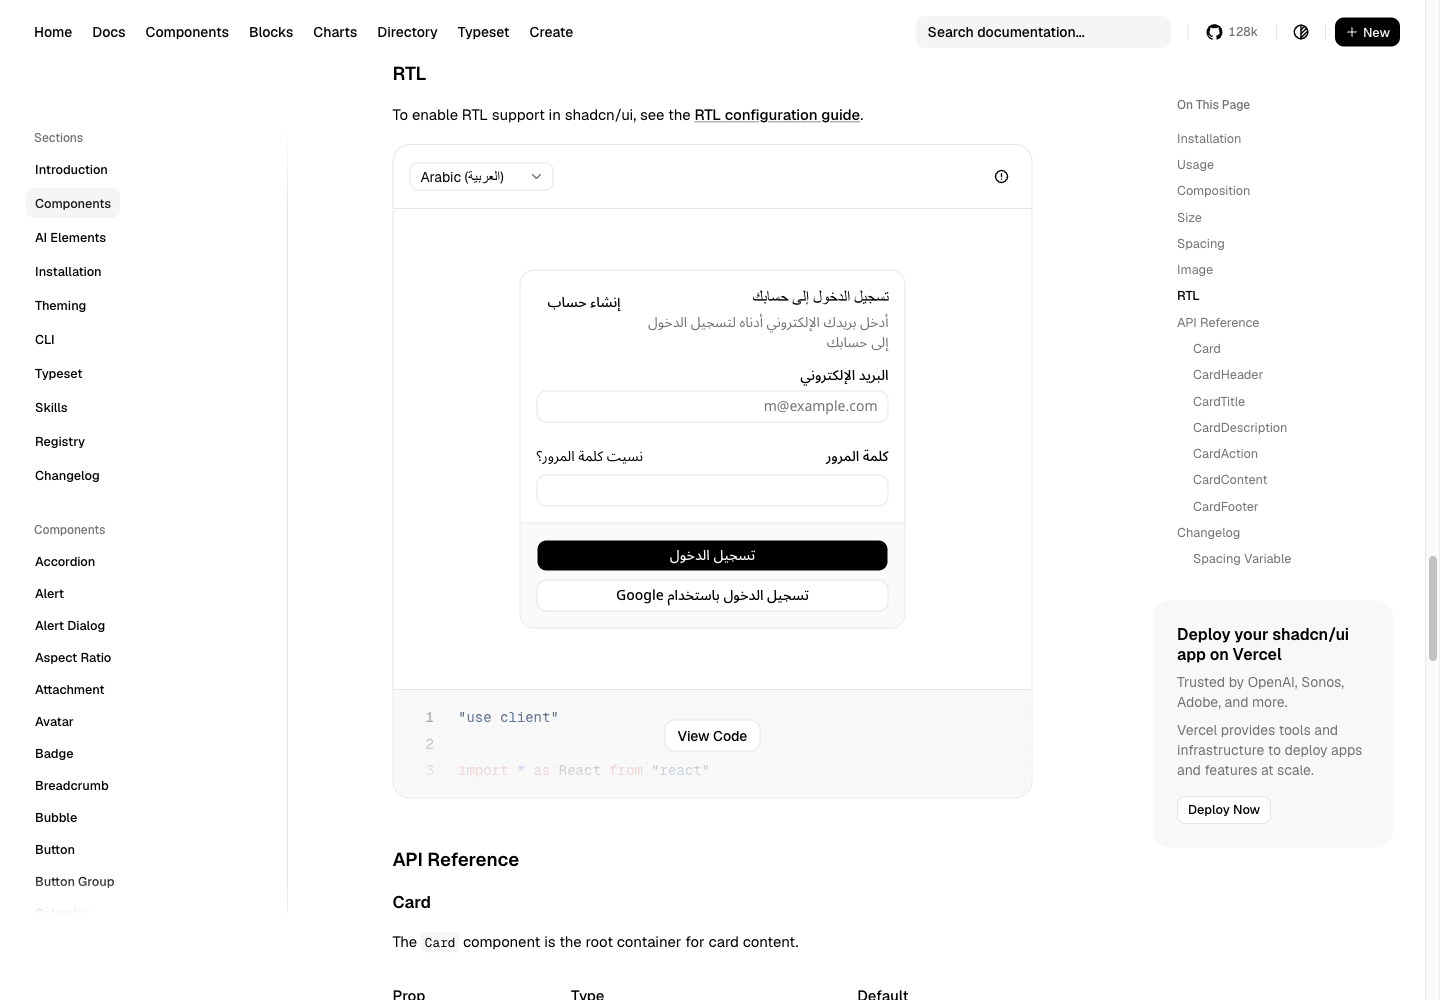 Home Docs Components Blocks Charts Directory Typeset Create
Search documentation...
128k
New
Sections
Introduction
Components
AI Elements
Installation
Theming
CLI
Typeset
Skills
Registry
Changelog
Components
Accordion
Alert
Alert Dialog
Aspect Ratio
Attachment
Avatar
Badge
Breadcrumb
Bubble
Button
Button Group
Calendar
RTL
To enable RTL support in shadcn/ui, see the RTL configuration guide.
Arabic (العربية)
تسجيل الدخول إلى حسابك
إنشاء حساب
أدخل بريدك الإلكتروني أدناه لتسجيل الدخول
إلى حسابك
البريد الإلكتروني
m@example.com
كلمة المرور
نسيت كلمة المرور؟
تسجيل الدخول
تسجيل الدخول باستخدام Google
1 "use client"
2
3 import * as React from "react"
View Code
API Reference
Card
The Card component is the root container for card content.
Prop Type Default
On This Page
Installation
Usage
Composition
Size
Spacing
Image
RTL
API Reference
Card
CardHeader
CardTitle
CardDescription
CardAction
CardContent
CardFooter
Changelog
Spacing Variable
Deploy your shadcn/ui
app on Vercel
Trusted by OpenAI, Sonos,
Adobe, and more.
Vercel provides tools and
infrastructure to deploy apps
and features at scale.
Deploy Now